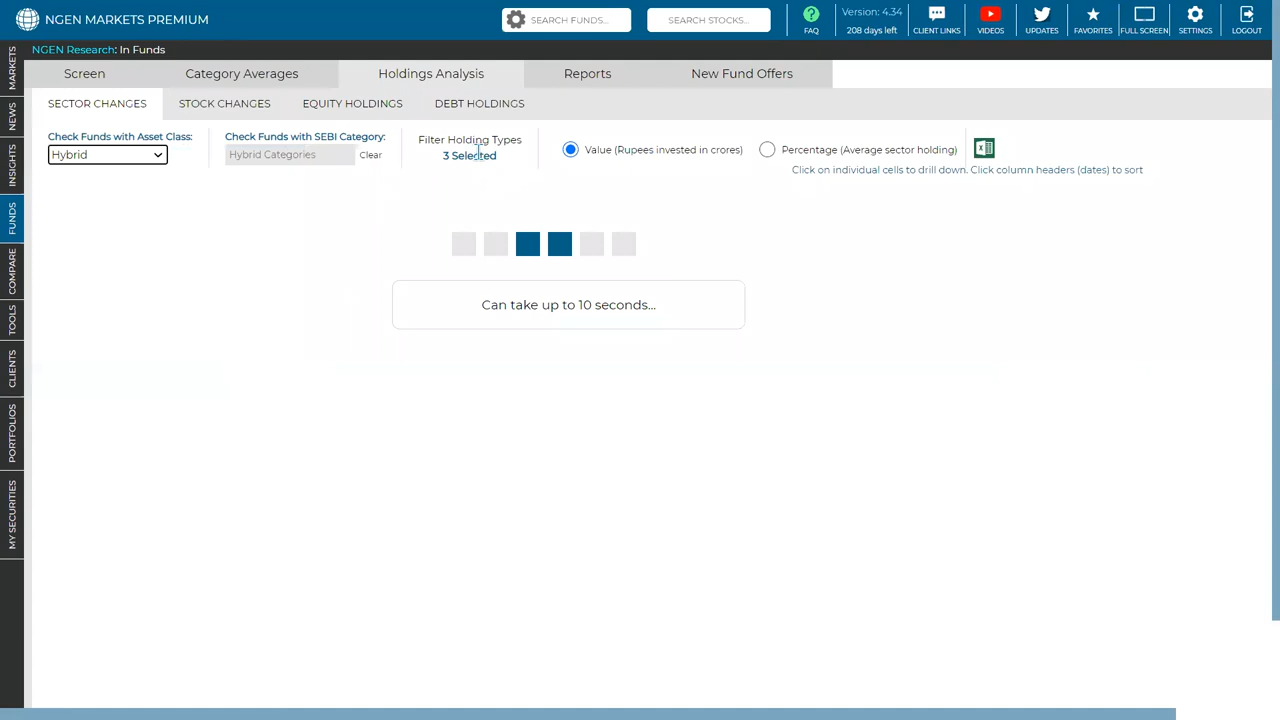 NGEN MARKETS PREMIUM
SEARCH FUNDS...
SEARCH STOCKS...
FAQ
Version: 4.34
208 days left
CLIENT LINKS
VIDEOS
UPDATES
FAVORITES
FULL SCREEN
SETTINGS
LOGOUT
NGEN Research: In Funds
MARKETS
NEWS
INSIGHTS
FUNDS
COMPARE
TOOLS
CLIENTS
PORTFOLIOS
MY SECURITIES
Screen
Category Averages
Holdings Analysis
Reports
New Fund Offers
SECTOR CHANGES
STOCK CHANGES
EQUITY HOLDINGS
DEBT HOLDINGS
Check Funds with Asset Class:
Hybrid
Check Funds with SEBI Category:
Hybrid Categories
Clear
Filter Holding Types
3 Selected
Value (Rupees invested in crores)
Percentage (Average sector holding)
Click on individual cells to drill down. Click column headers (dates) to sort
Can take up to 10 seconds...